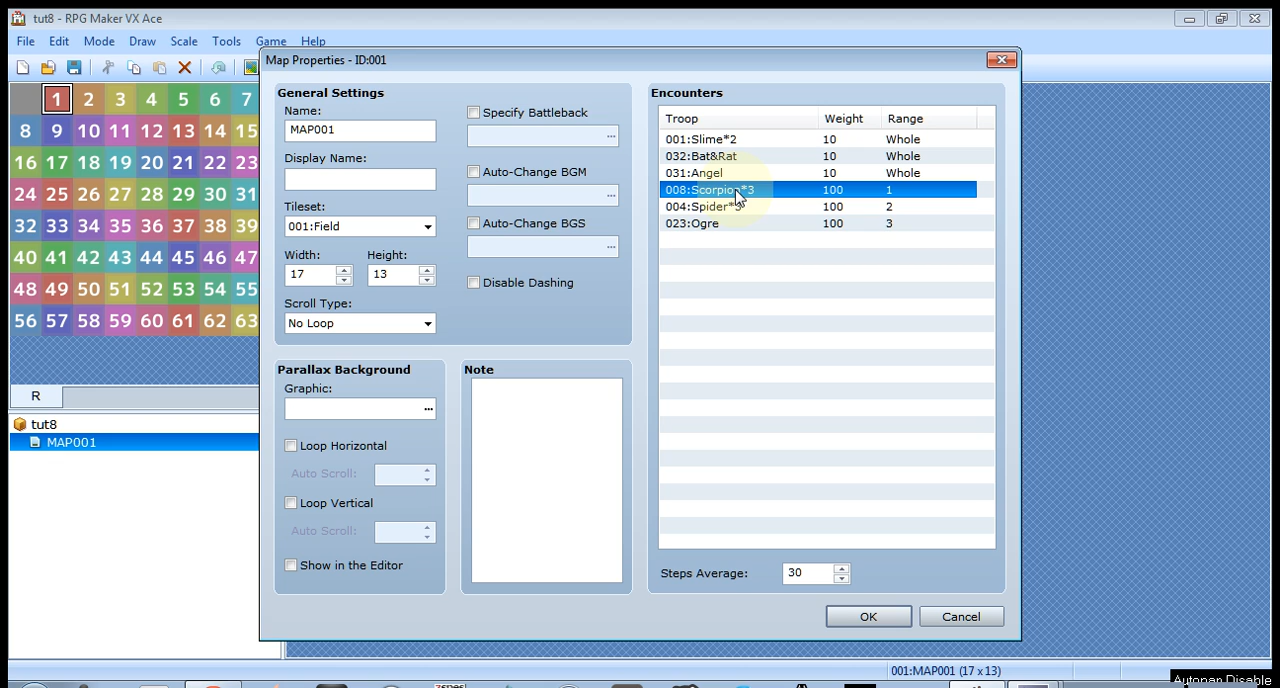 tut8 - RPG Maker VX Ace
File Edit Mode Draw Scale Tools Game Help
Map Properties - ID:001
General Settings
Name:
MAP001
Display Name:
Tileset:
001:Field
Width: Height:
17 13
Scroll Type:
No Loop
Specify Battleback
Auto-Change BGM
Auto-Change BGS
Disable Dashing
Parallax Background
Graphic:
Loop Horizontal
Auto Scroll:
Loop Vertical
Auto Scroll:
Show in the Editor
Note
Encounters
Troop Weight Range
001:Slime*2 10 Whole
032:Bat&Rat 10 Whole
031:Angel 10 Whole
008:Scorpion*3 100 1
004:Spider*3 100 2
023:Ogre 100 3
Steps Average: 30
OK Cancel
1 2 3 4 5 6 7
8 9 10 11 12 13 14 15
16 17 18 19 20 21 22 23
24 25 26 27 28 29 30 31
32 33 34 35 36 37 38 39
40 41 42 43 44 45 46 47
48 49 50 51 52 53 54 55
56 57 58 59 60 61 62 63
R
tut8
MAP001
001:MAP001 (17 x 13)
Autopan Disable